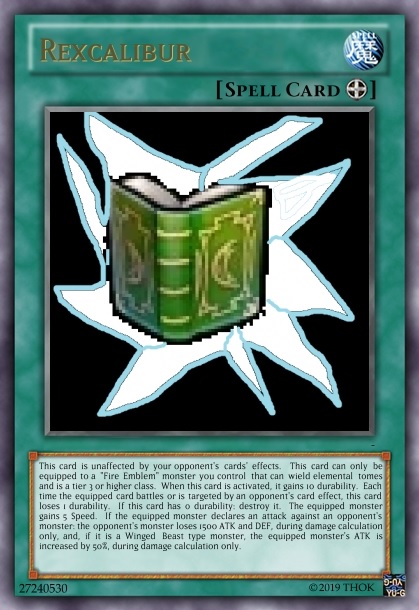 Rexcalibur
魔
[Spell Card]
This card is unaffected by your opponent's cards' effects. This card can only be
equipped to a "Fire Emblem" monster you control that can wield elemental tomes
and is a tier 3 or higher class. When this card is activated, it gains 10 durability. Each
time the equipped card battles or is targeted by an opponent's card effect, this card
loses 1 durability. If this card has 0 durability: destroy it. The equipped monster
gains 5 Speed. If the equipped monster declares an attack against an opponent's
monster: the opponent's monster loses 1500 ATK and DEF, during damage calculation
only, and, if it is a Winged Beast type monster, the equipped monster's ATK is
increased by 50%, during damage calculation only.
27240530
©2019 THOK